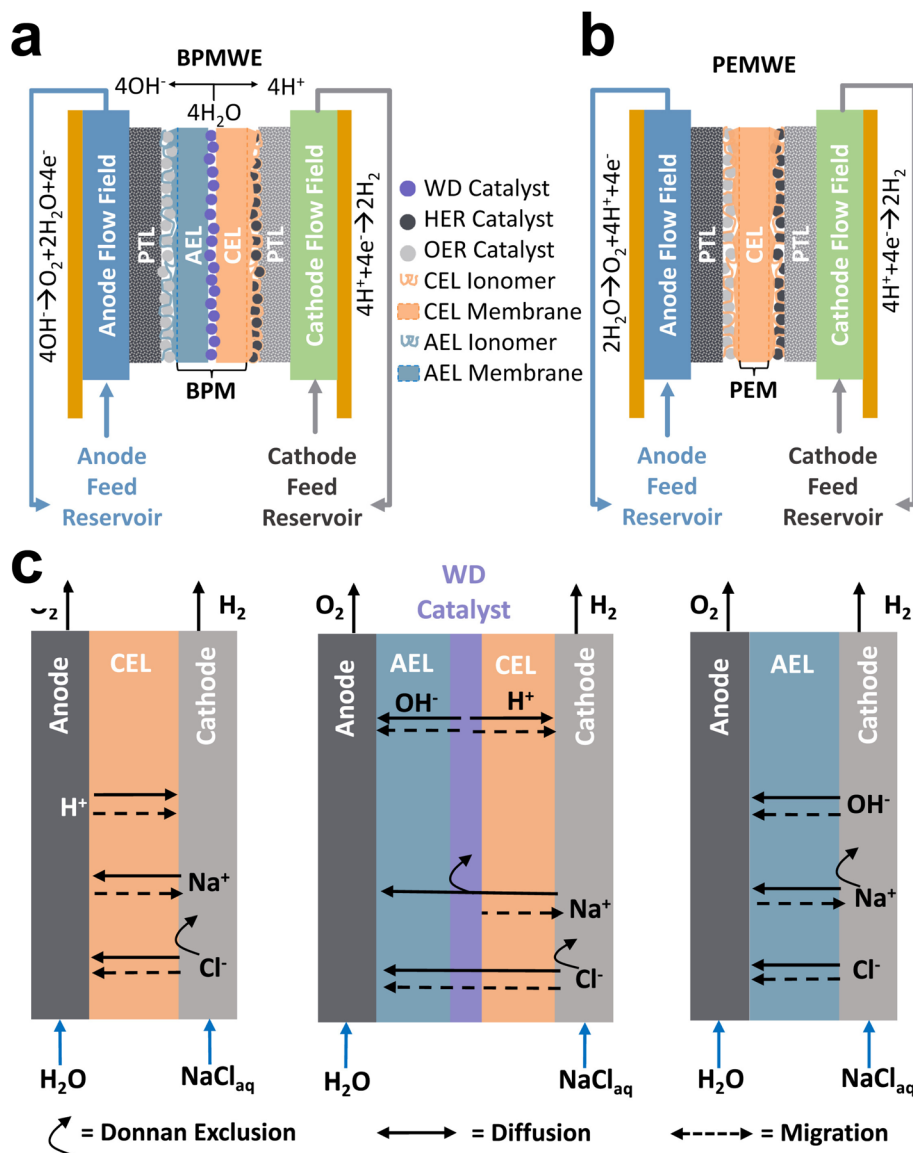 a
BPMWE
4OH⁻
4H⁺
4H₂O
4OH⁻→O₂+2H₂O+4e⁻
Anode Flow Field
PTL
AEL
CEL
PTL
Cathode Flow Field
4H⁺+4e⁻→2H₂
BPM
Anode
Feed
Reservoir
Cathode
Feed
Reservoir
WD Catalyst
HER Catalyst
OER Catalyst
CEL Ionomer
CEL Membrane
AEL Ionomer
AEL Membrane
b
PEMWE
2H₂O→O₂+4H⁺+4e⁻
Anode Flow Field
PTL
CEL
PTL
Cathode Flow Field
4H⁺+4e⁻→2H₂
PEM
Anode
Feed
Reservoir
Cathode
Feed
Reservoir
c
H₂
Anode
CEL
Cathode
H⁺
Na⁺
Cl⁻
H₂O
NaCl_aq
WD
Catalyst
O₂
H₂
Anode
AEL
CEL
Cathode
OH⁻
H⁺
Na⁺
Cl⁻
H₂O
NaCl_aq
O₂
H₂
Anode
AEL
Cathode
OH⁻
Na⁺
Cl⁻
H₂O
NaCl_aq
= Donnan Exclusion
= Diffusion
= Migration